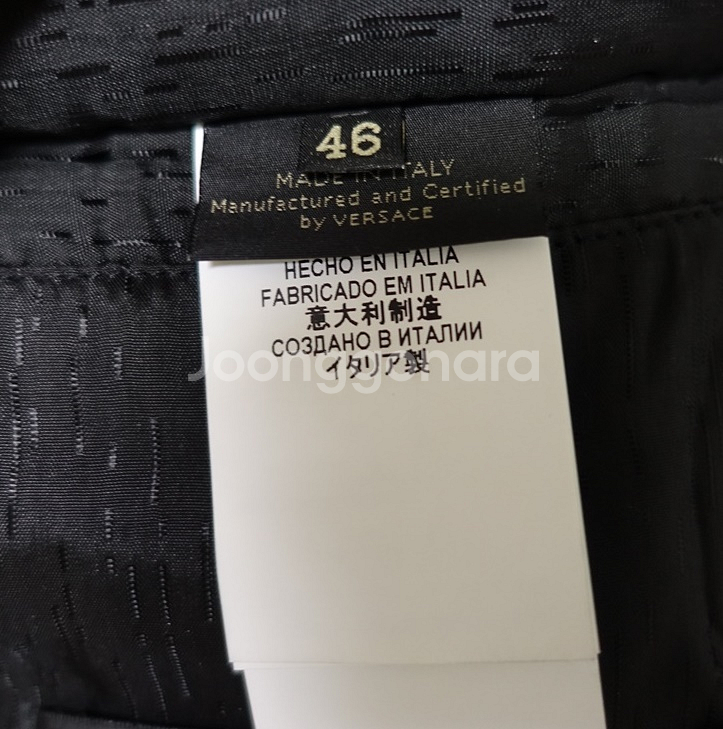 46
MADE IN ITALY
Manufactured and Certified
by VERSACE
HECHO EN ITALIA
FABRICADO EM ITALIA
意大利制造
СОЗДАНО В ИТАЛИИ
イタリア製
Joonggonara